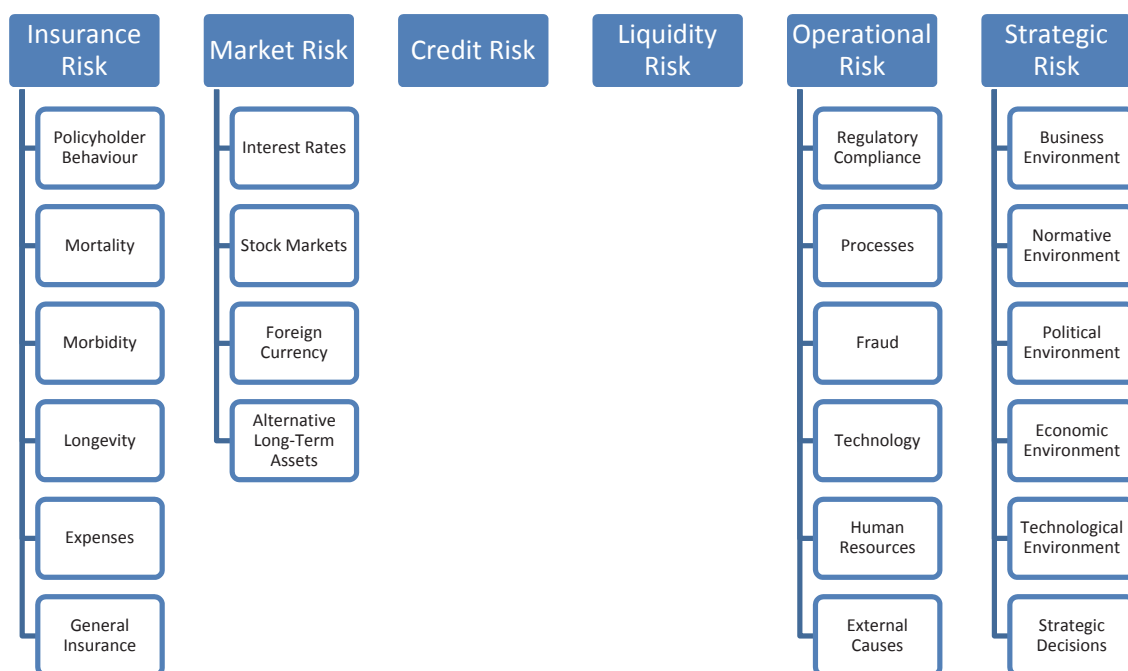 Insurance
Risk
Policyholder
Behaviour
Mortality
Morbidity
Longevity
Expenses
General
Insurance
Market Risk
Interest Rates
Stock Markets
Foreign
Currency
Alternative
Long-Term
Assets
Credit Risk
Liquidity
Risk
Operational
Risk
Regulatory
Compliance
Processes
Fraud
Technology
Human
Resources
External
Causes
Strategic
Risk
Business
Environment
Normative
Environment
Political
Environment
Economic
Environment
Technological
Environment
Strategic
Decisions